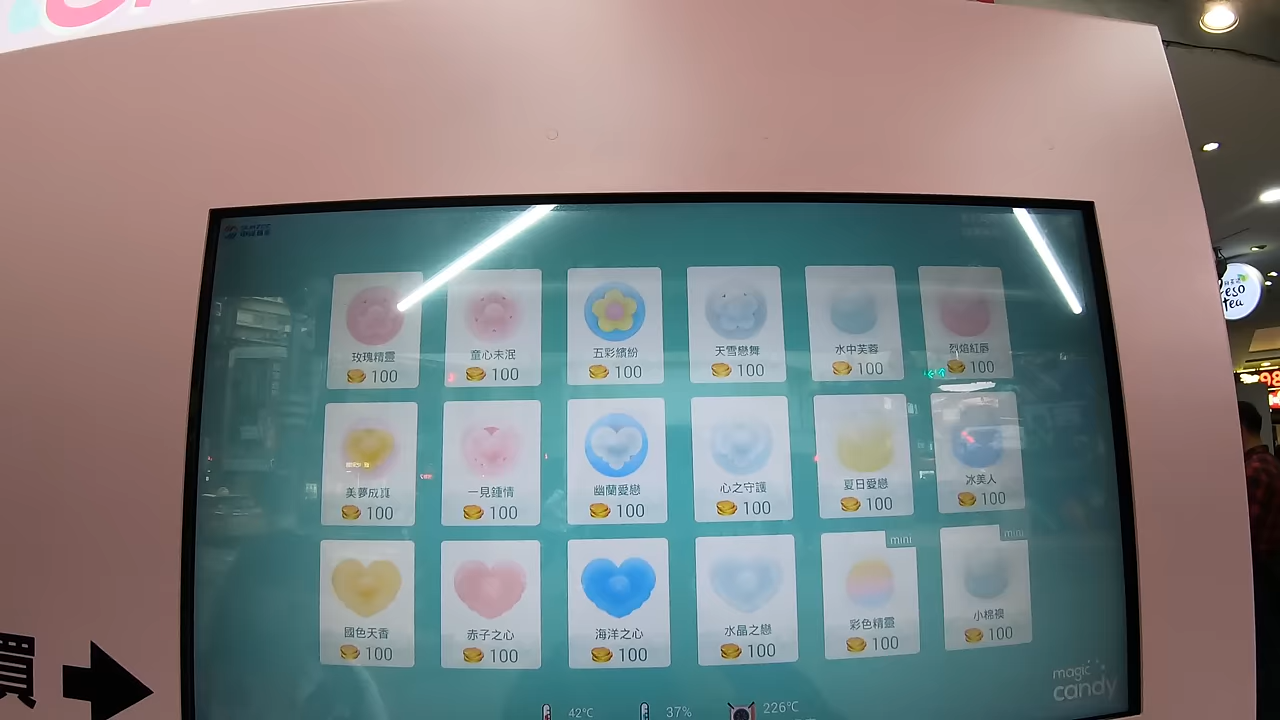 玫瑰精靈
100
童心未泯
100
五彩繽紛
100
天雪戀舞
100
水中芙蓉
100
烈焰紅唇
100
美夢成真
100
一見鍾情
100
幽蘭愛戀
100
心之守護
100
夏日愛戀
100
冰美人
100
國色天香
100
赤子之心
100
海洋之心
100
水晶之戀
100
mini
彩色精靈
100
mini
小棉襖
100
magic
candy
42°C
37%
226°C
買
tea